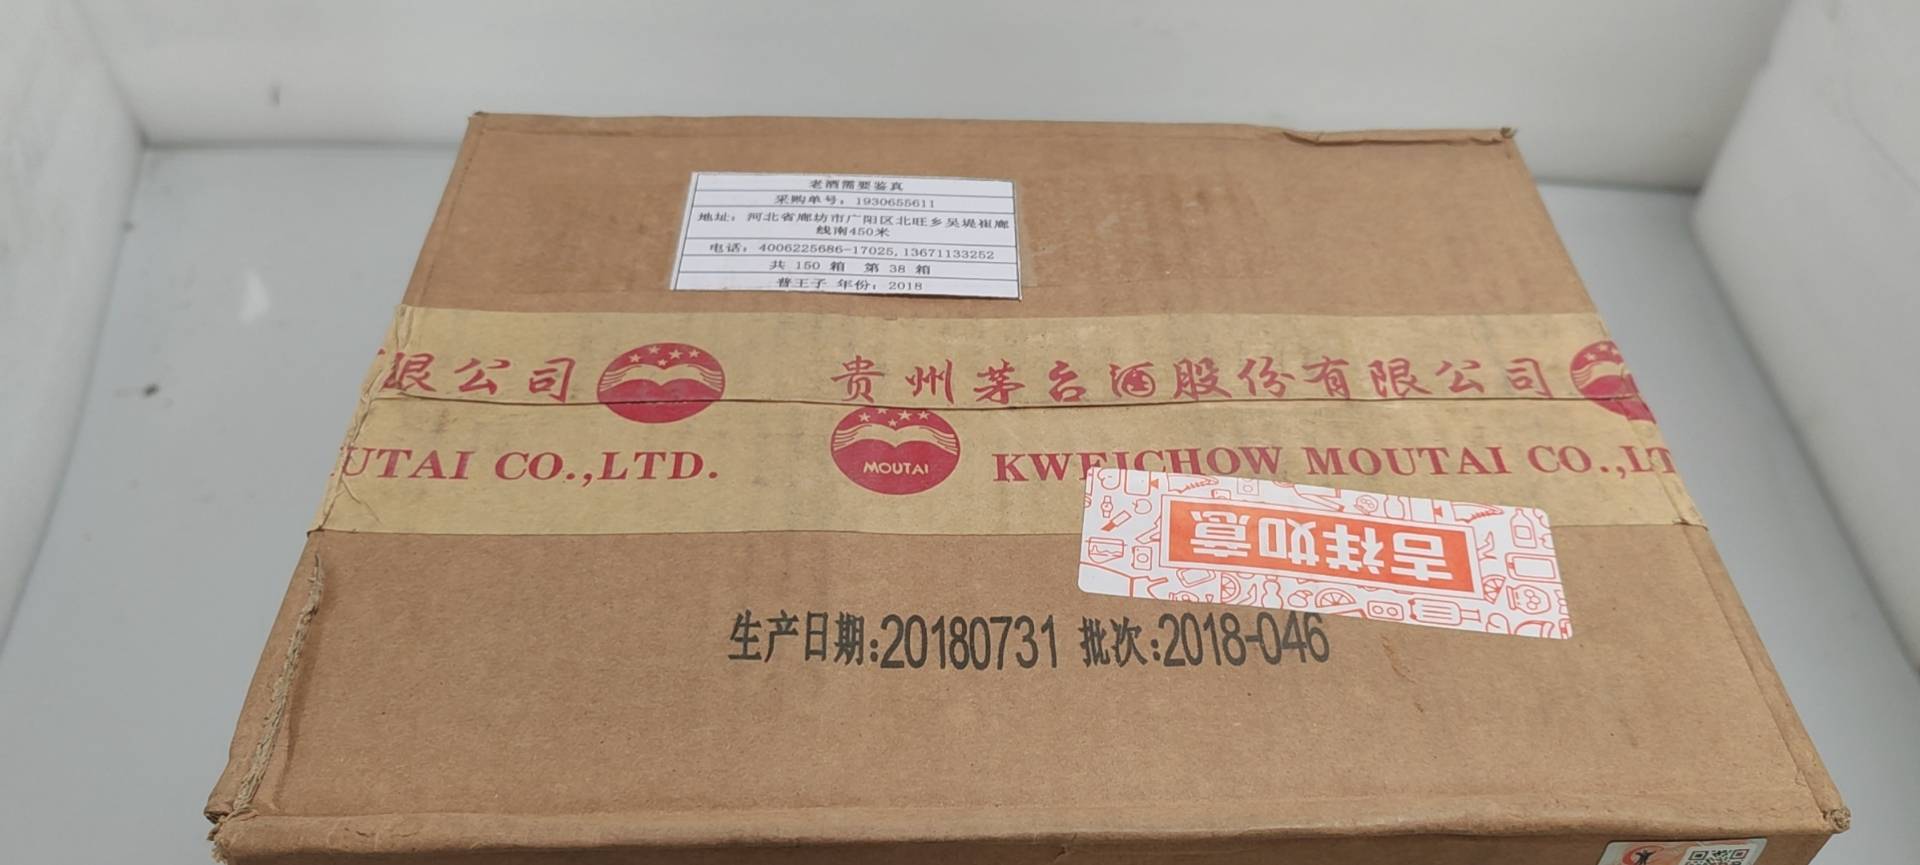 老酒需要鉴真
采购单号：1930655611
地址：河北省廊坊市广阳区北旺乡吴堤崔廊
线南450米
电话：4006225686-17025,13671133252
共 150 箱 第 38 箱
普王子 年份：2018
限公司 贵州茅台酒股份有限公司
UTAI CO.,LTD. MOUTAI KWEICHOW MOUTAI CO.,LT
吉祥如意
生产日期:20180731 批次:2018-046